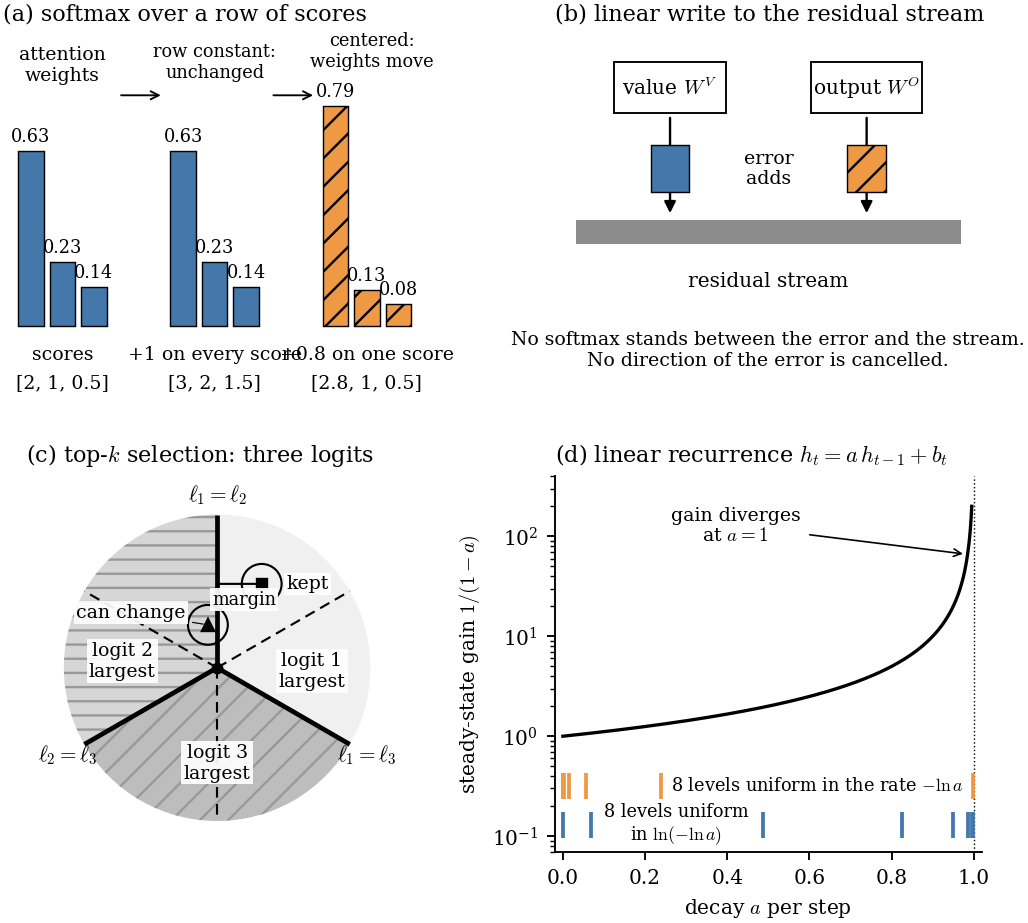 (a) softmax over a row of scores
attention
weights
row constant:
unchanged
centered:
weights move
0.63
0.23
0.14
0.63
0.23
0.14
0.79
0.13
0.08
scores
[2, 1, 0.5]
+1 on every score
[3, 2, 1.5]
+0.8 on one score
[2.8, 1, 0.5]
(b) linear write to the residual stream
value W^V
output W^O
error
adds
residual stream
No softmax stands between the error and the stream.
No direction of the error is cancelled.
(c) top-k selection: three logits
ℓ₁ = ℓ₂
kept
margin
can change
logit 2
largest
logit 1
largest
logit 3
largest
ℓ₂ = ℓ₃
ℓ₁ = ℓ₃
(d) linear recurrence h_t = a h_{t−1} + b_t
steady-state gain 1/(1 − a)
10²
10¹
10⁰
10⁻¹
gain diverges
at a = 1
8 levels uniform in the rate −ln a
8 levels uniform
in ln(−ln a)
0.0
0.2
0.4
0.6
0.8
1.0
decay a per step